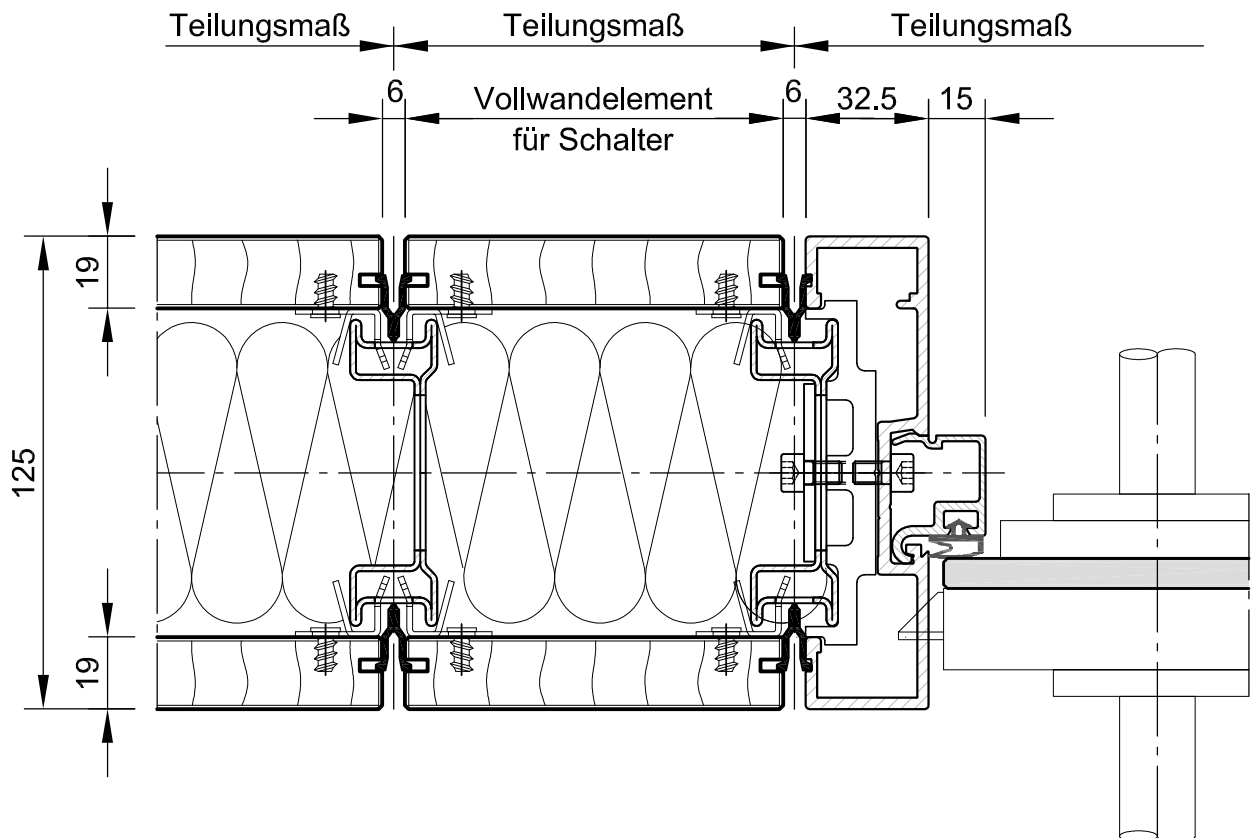 Teilungsmaß
Teilungsmaß
Teilungsmaß
6
Vollwandelement
für Schalter
6
32.5
15
19
125
19